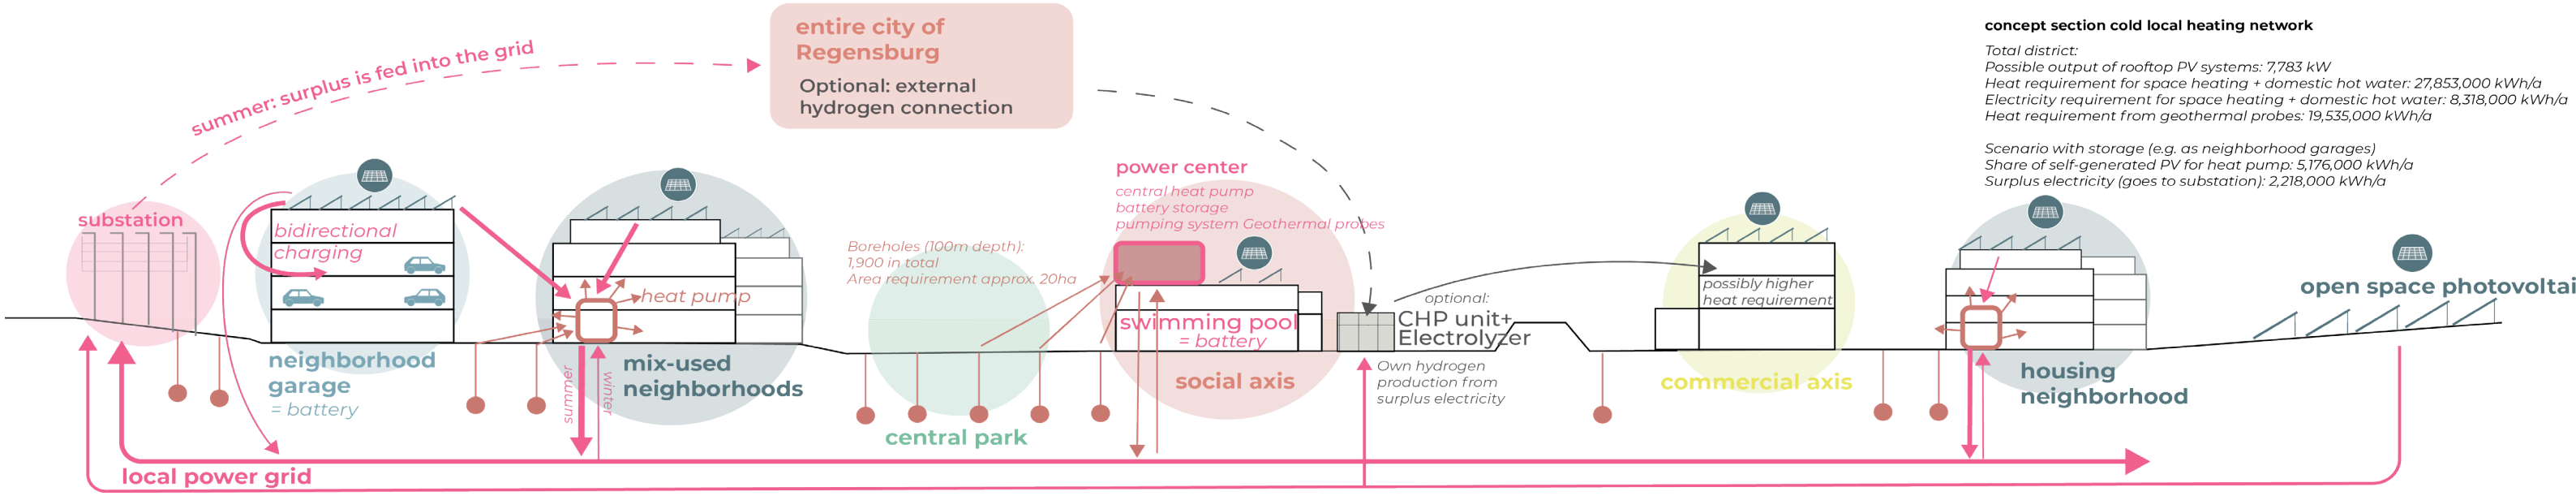 summer: surplus is fed into the grid
entire city of
Regensburg
Optional: external
hydrogen connection
concept section cold local heating network
Total district:
Possible output of rooftop PV systems: 7,783 kW
Heat requirement for space heating + domestic hot water: 27,853,000 kWh/a
Electricity requirement for space heating + domestic hot water: 8,318,000 kWh/a
Heat requirement from geothermal probes: 19,535,000 kWh/a
Scenario with storage (e.g. as neighborhood garages)
Share of self-generated PV for heat pump: 5,176,000 kWh/a
Surplus electricity (goes to substation): 2,218,000 kWh/a
substation
bidirectional
charging
neighborhood
garage
= battery
heat pump
mix-used
neighborhoods
summer
winter
Boreholes (100m depth):
1,900 in total
Area requirement approx. 20ha
central park
power center
central heat pump
battery storage
pumping system Geothermal probes
swimming pool
= battery
social axis
optional:
CHP unit+
Electrolyzer
Own hydrogen
production from
surplus electricity
possibly higher
heat requirement
commercial axis
housing
neighborhood
open space photovoltai
local power grid